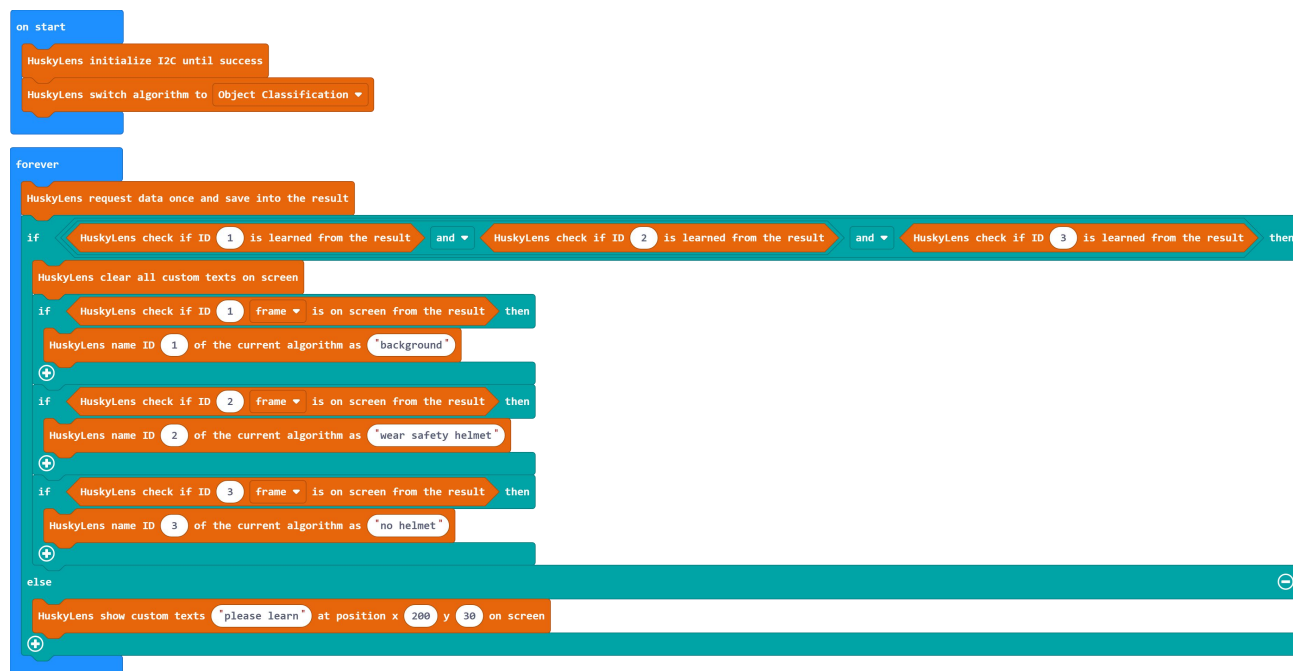 on start
HuskyLens initialize I2C until success
HuskyLens switch algorithm to Object Classification
forever
HuskyLens request data once and save into the result
if HuskyLens check if ID 1 is learned from the result and HuskyLens check if ID 2 is learned from the result and HuskyLens check if ID 3 is learned from the result then
HuskyLens clear all custom texts on screen
if HuskyLens check if ID 1 frame is on screen from the result then
HuskyLens name ID 1 of the current algorithm as "background"
if HuskyLens check if ID 2 frame is on screen from the result then
HuskyLens name ID 2 of the current algorithm as "wear safety helmet"
if HuskyLens check if ID 3 frame is on screen from the result then
HuskyLens name ID 3 of the current algorithm as "no helmet"
else
HuskyLens show custom texts "please learn" at position x 200 y 30 on screen